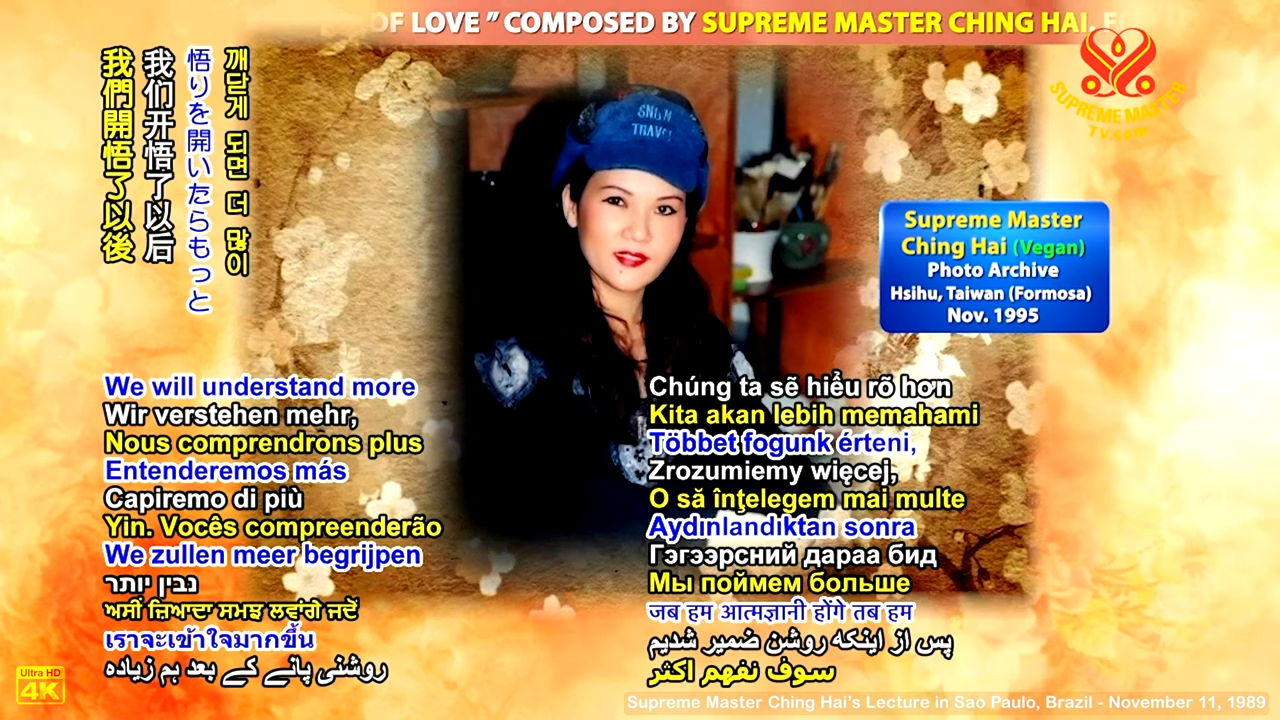 OF LOVE ” COMPOSED BY SUPREME MASTER CHING HAI,
SUPREME MASTER
TV.COM
我們開悟了以後
我们开悟了以后
悟りを開いたらもっと
깨닫게 되면 더 많이
SN&W
TRAVEL
Supreme Master
Ching Hai (Vegan)
Photo Archive
Hsihu, Taiwan (Formosa)
Nov. 1995
We will understand more
Wir verstehen mehr,
Nous comprendrons plus
Entenderemos más
Capiremo di più
Yin. Vocês compreenderão
We zullen meer begrijpen
נבין יותר
ਅਸੀਂ ਜ਼ਿਆਦਾ ਸਮਝ ਲਵਾਂਗੇ ਜਦੋਂ
เราจะเข้าใจมากขึ้น
روشنی پانے کے بعد ہم زیادہ
Chúng ta sẽ hiểu rõ hơn
Kita akan lebih memahami
Többet fogunk érteni,
Zrozumiemy więcej,
O să înţelegem mai multe
Aydınlandıktan sonra
Гэгээрсний дараа бид
Мы поймем больше
जब हम आत्मज्ञानी होंगे तब हम
پس از اینکه روشن ضمیر شدیم
سوف نفهم اكثر
Ultra HD
4K
Supreme Master Ching Hai’s Lecture in Sao Paulo, Brazil - November 11, 1989